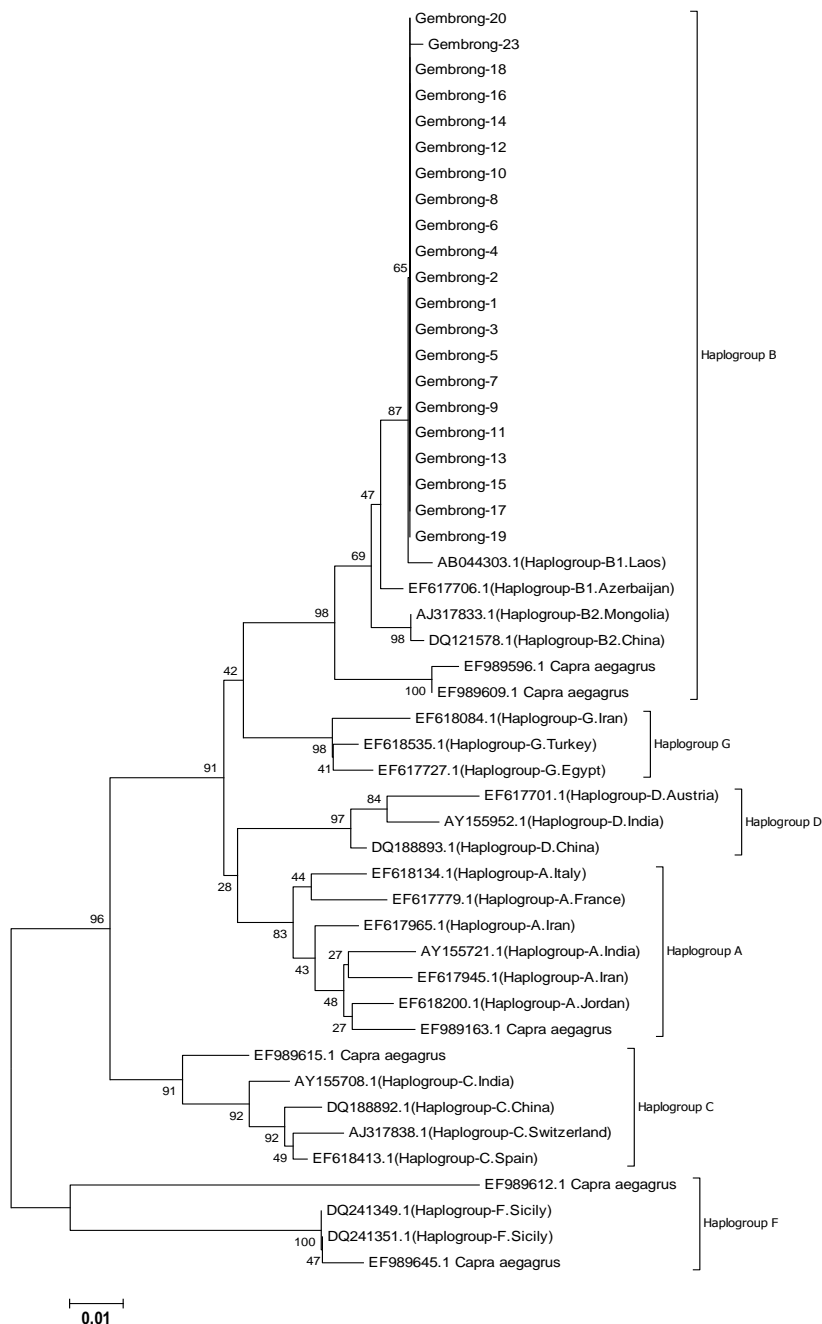 Gembrong-20
Gembrong-23
Gembrong-18
Gembrong-16
Gembrong-14
Gembrong-12
Gembrong-10
Gembrong-8
Gembrong-6
Gembrong-4
65
Gembrong-2
Gembrong-1
Gembrong-3
Gembrong-5
Haplogroup B
Gembrong-7
Gembrong-9
87
Gembrong-11
Gembrong-13
Gembrong-15
47
Gembrong-17
Gembrong-19
69
AB044303.1(Haplogroup-B1.Laos)
EF617706.1(Haplogroup-B1.Azerbaijan)
98
AJ317833.1(Haplogroup-B2.Mongolia)
98
DQ121578.1(Haplogroup-B2.China)
42
EF989596.1 Capra aegagrus
100
EF989609.1 Capra aegagrus
EF618084.1(Haplogroup-G.Iran)
98
EF618535.1(Haplogroup-G.Turkey)
Haplogroup G
91
41
EF617727.1(Haplogroup-G.Egypt)
84
EF617701.1(Haplogroup-D.Austria)
97
AY155952.1(Haplogroup-D.India)
Haplogroup D
DQ188893.1(Haplogroup-D.China)
28
44
EF618134.1(Haplogroup-A.Italy)
EF617779.1(Haplogroup-A.France)
96
83
EF617965.1(Haplogroup-A.Iran)
43
27
AY155721.1(Haplogroup-A.India)
Haplogroup A
EF617945.1(Haplogroup-A.Iran)
48
EF618200.1(Haplogroup-A.Jordan)
27
EF989163.1 Capra aegagrus
EF989615.1 Capra aegagrus
91
AY155708.1(Haplogroup-C.India)
92
DQ188892.1(Haplogroup-C.China)
Haplogroup C
92
AJ317838.1(Haplogroup-C.Switzerland)
49
EF618413.1(Haplogroup-C.Spain)
EF989612.1 Capra aegagrus
DQ241349.1(Haplogroup-F.Sicily)
Haplogroup F
100
DQ241351.1(Haplogroup-F.Sicily)
47
EF989645.1 Capra aegagrus
0.01